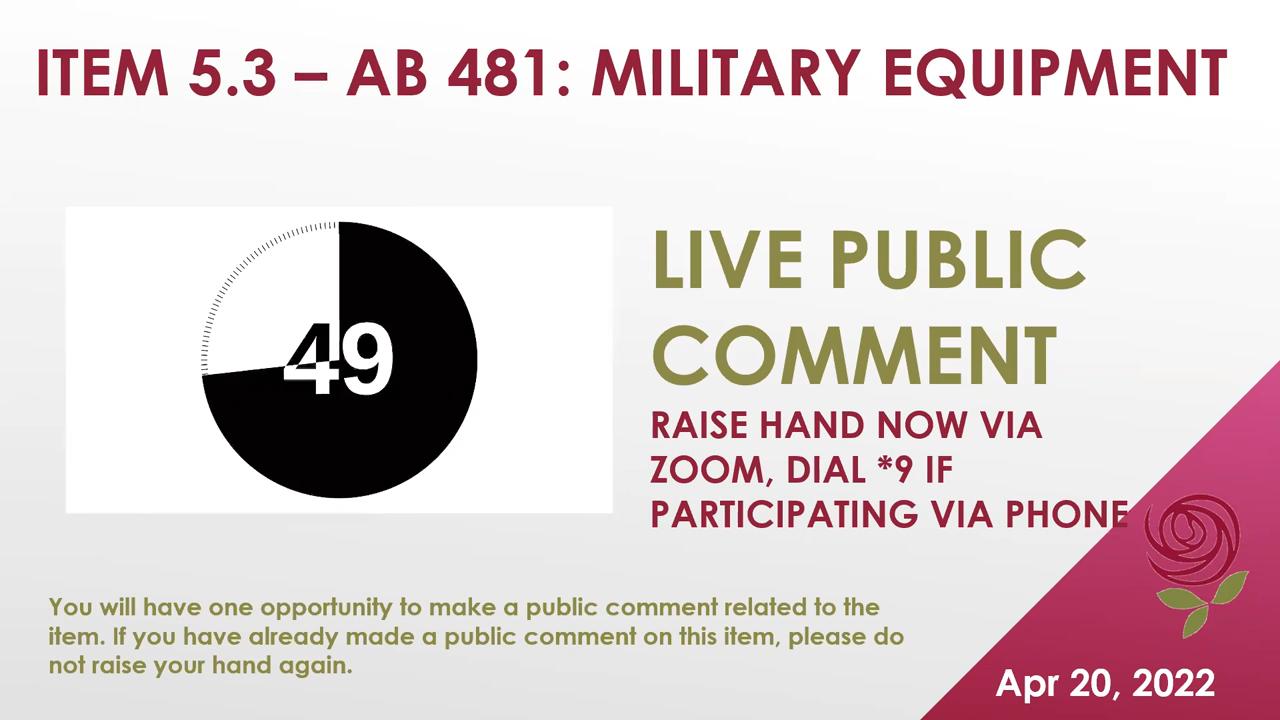 ITEM 5.3 – AB 481: MILITARY EQUIPMENT
49
LIVE PUBLIC
COMMENT
RAISE HAND NOW VIA
ZOOM, DIAL *9 IF
PARTICIPATING VIA PHONE
You will have one opportunity to make a public comment related to the
item. If you have already made a public comment on this item, please do
not raise your hand again.
Apr 20, 2022